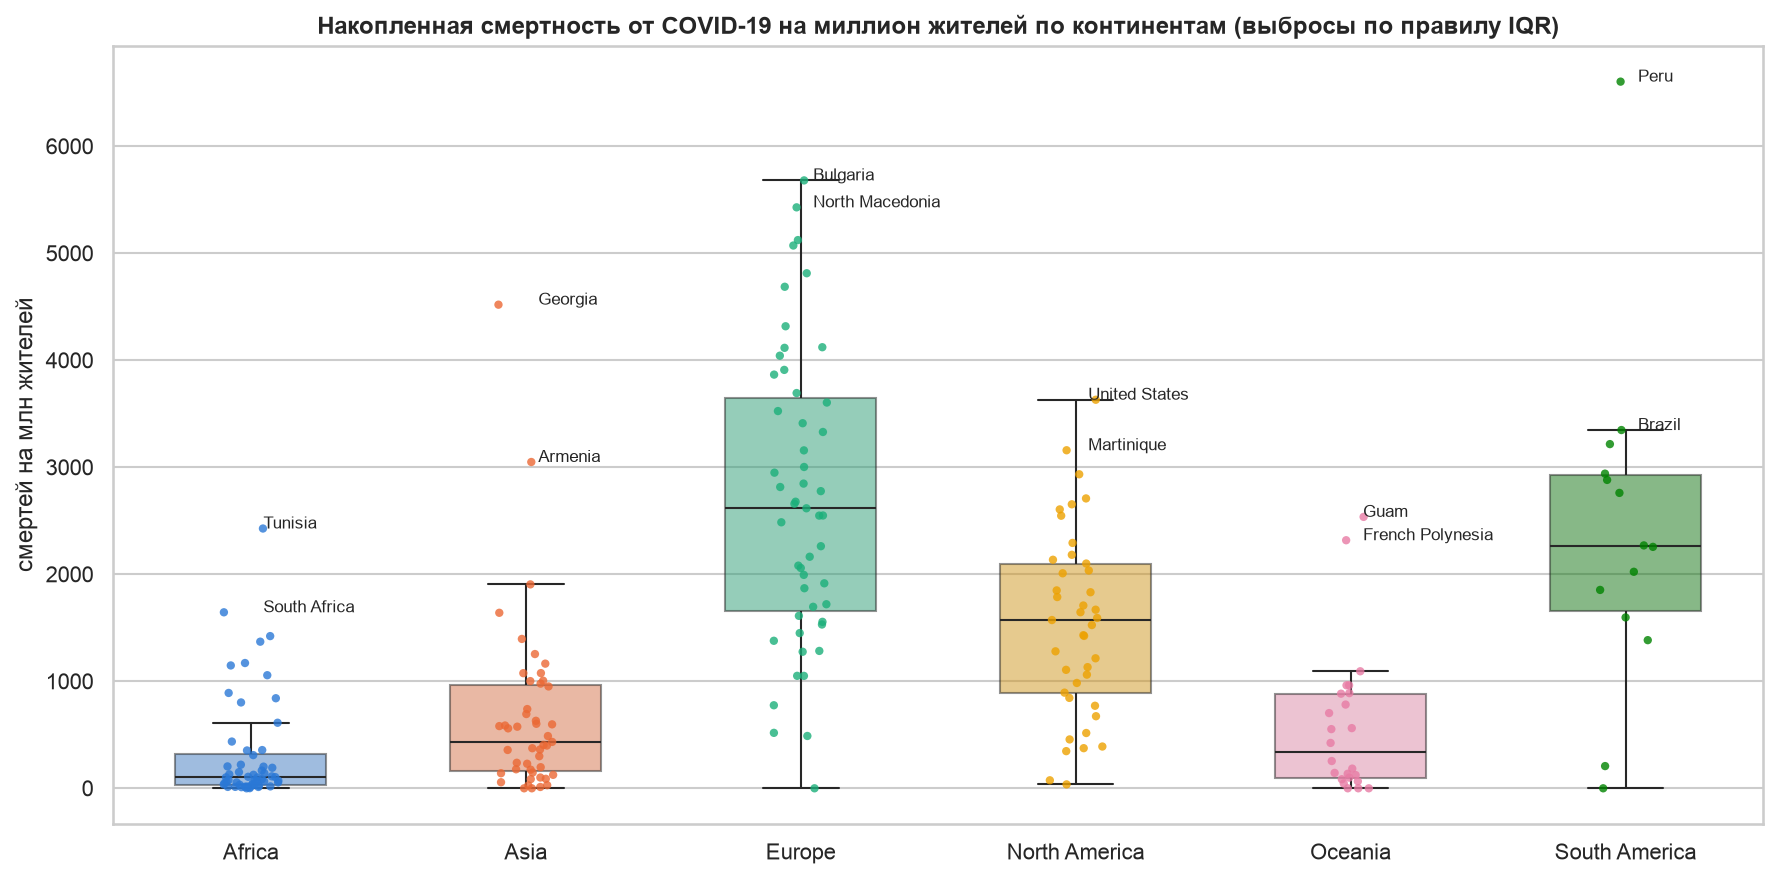 Накопленная смертность от COVID-19 на миллион жителей по континентам (выбросы по правилу IQR)
смертей на млн жителей
6000
5000
4000
3000
2000
1000
0
Peru
Bulgaria
North Macedonia
Georgia
United States
Brazil
Martinique
Armenia
Tunisia
Guam
French Polynesia
South Africa
Africa
Asia
Europe
North America
Oceania
South America